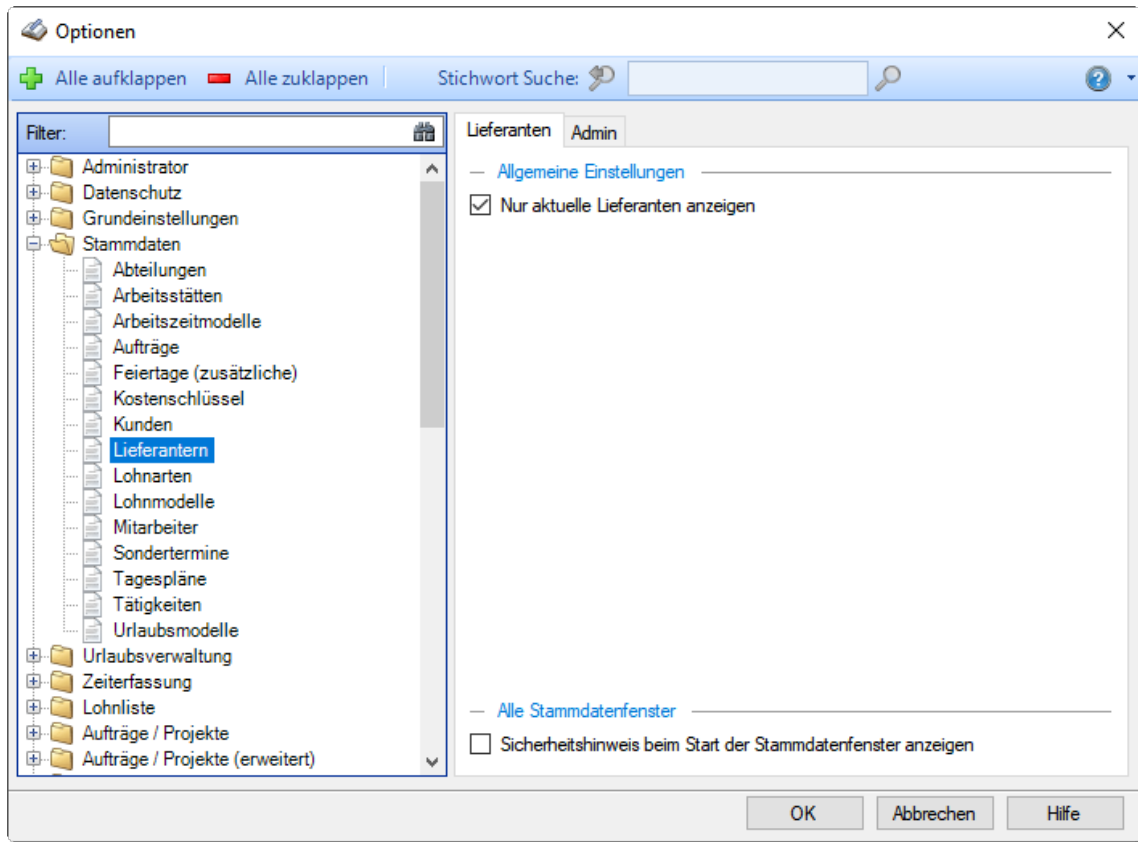 Optionen
Alle aufklappen Alle zuklappen Stichwort Suche:
Filter:
Administrator
Datenschutz
Grundeinstellungen
Stammdaten
Abteilungen
Arbeitsstätten
Arbeitszeitmodelle
Aufträge
Feiertage (zusätzliche)
Kostenschlüssel
Kunden
Lieferantern
Lohnarten
Lohnmodelle
Mitarbeiter
Sondertermine
Tagespläne
Tätigkeiten
Urlaubsmodelle
Urlaubsverwaltung
Zeiterfassung
Lohnliste
Aufträge / Projekte
Aufträge / Projekte (erweitert)
Lieferanten Admin
Allgemeine Einstellungen
Nur aktuelle Lieferanten anzeigen
Alle Stammdatenfenster
Sicherheitshinweis beim Start der Stammdatenfenster anzeigen
OK Abbrechen Hilfe